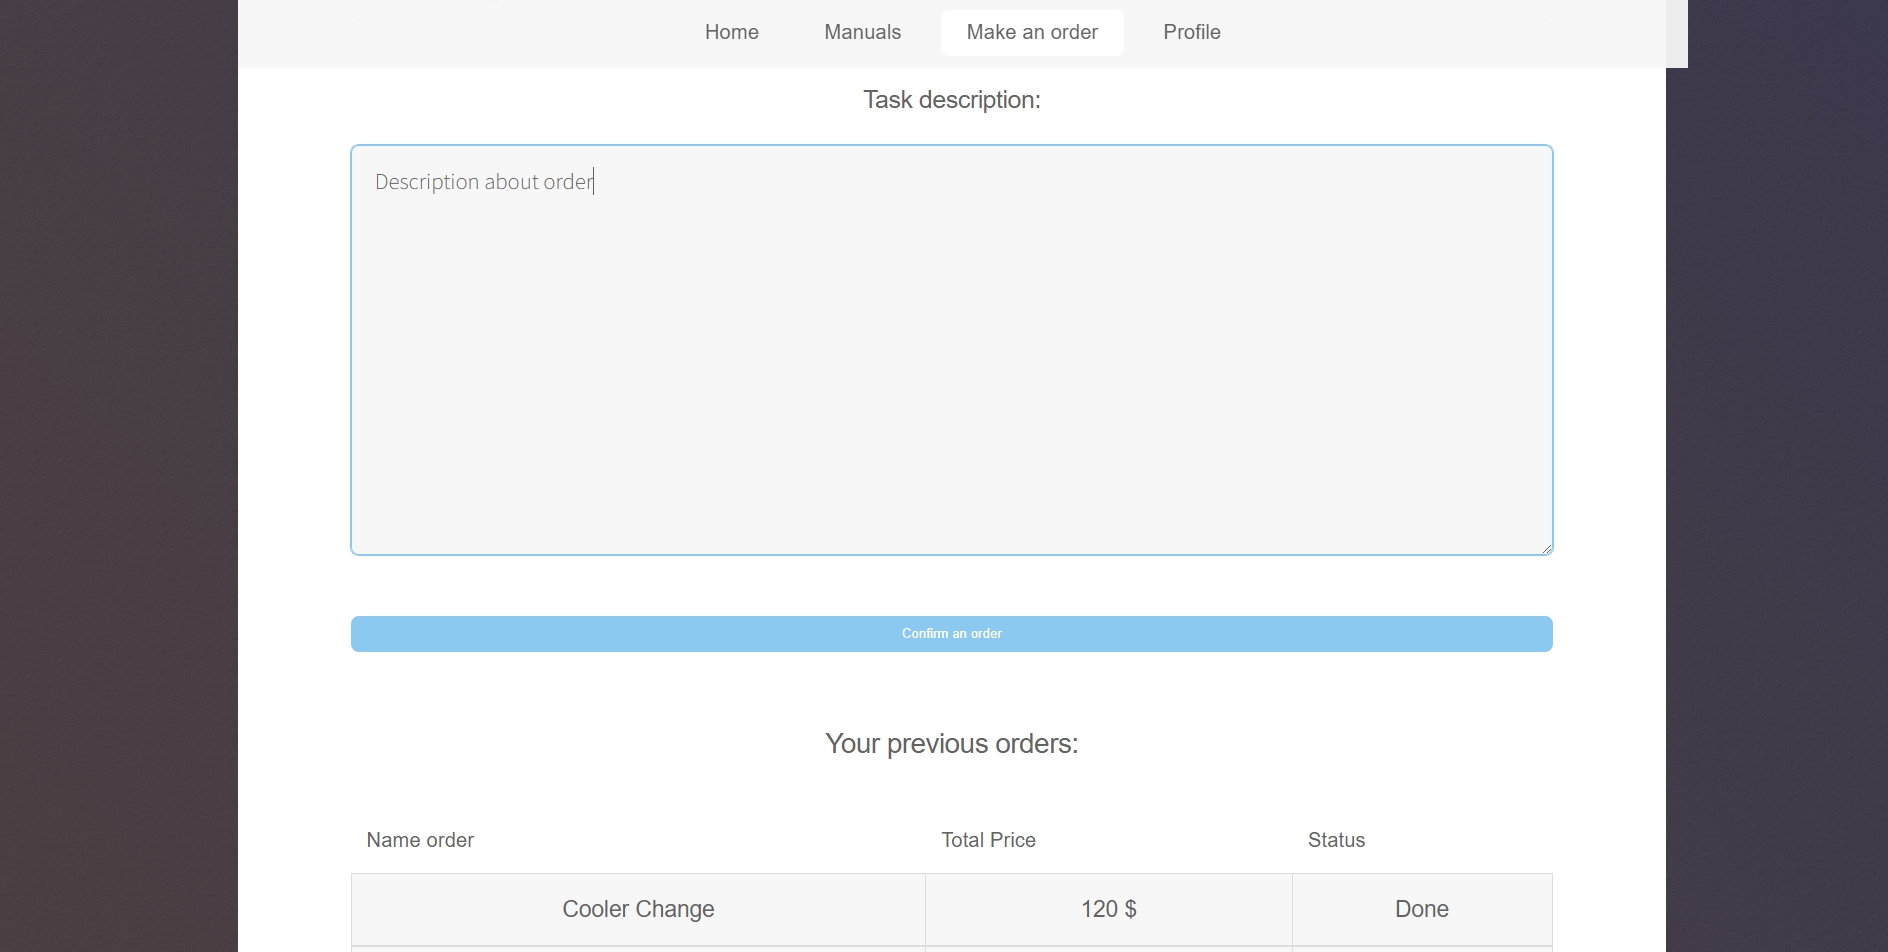 Home Manuals Make an order Profile
Task description:
Description about order
Confirm an order
Your previous orders:
Name order Total Price Status
Cooler Change 120 $ Done